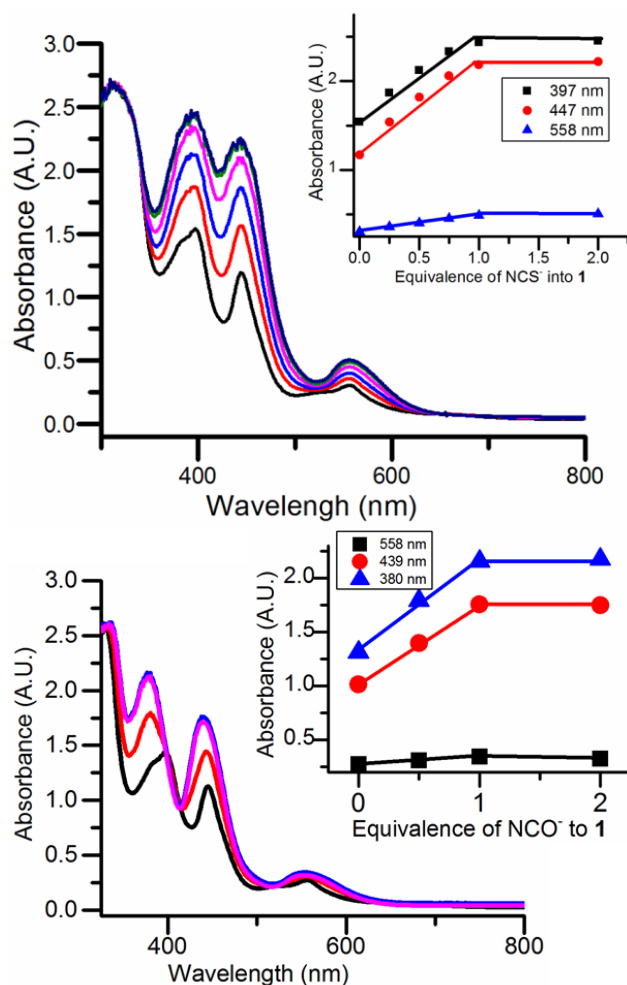 3.0
2.5
2.0
1.5
1.0
0.5
0.0
Absorbance (A.U.)
400
600
800
Wavelengh (nm)
2
1
Absorbance (A.U.)
397 nm
447 nm
558 nm
0.0 0.5 1.0 1.5 2.0
Equivalence of NCS⁻ into 1
3.0
2.5
2.0
1.5
1.0
0.5
0.0
Absorbance (A.U.)
400
600
800
Wavelength (nm)
558 nm
439 nm
380 nm
2.0
1.5
1.0
0.5
Absorbance (A.U.)
0 1 2
Equivalence of NCO⁻ to 1